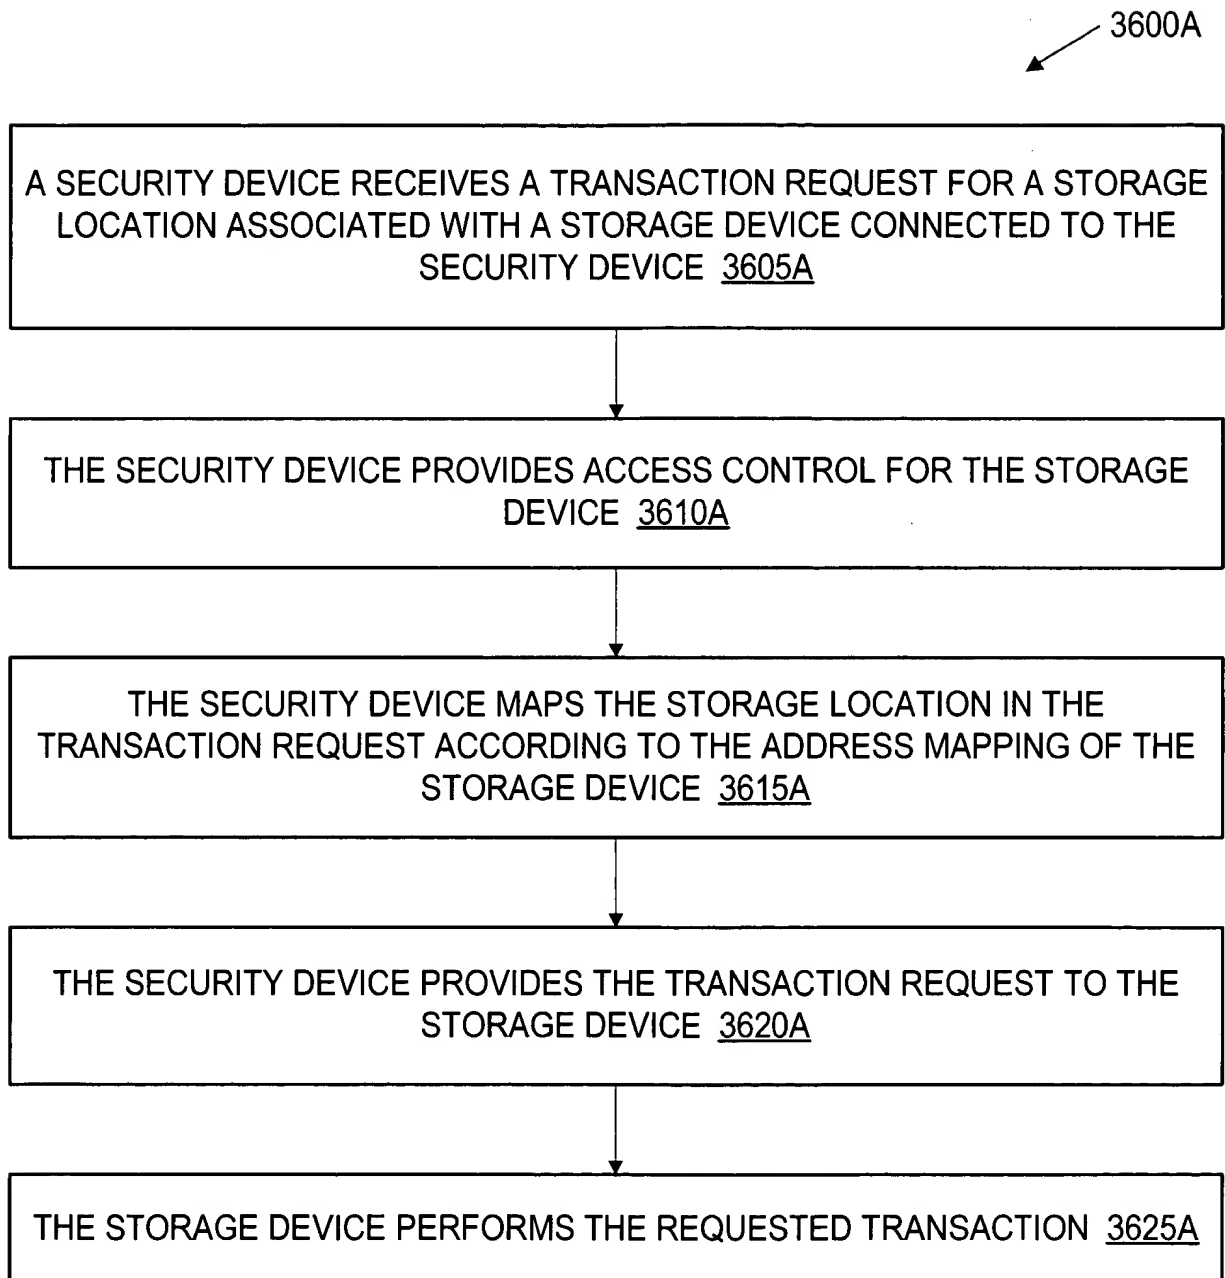 3600A
A SECURITY DEVICE RECEIVES A TRANSACTION REQUEST FOR A STORAGE
LOCATION ASSOCIATED WITH A STORAGE DEVICE CONNECTED TO THE
SECURITY DEVICE 3605A
THE SECURITY DEVICE PROVIDES ACCESS CONTROL FOR THE STORAGE
DEVICE 3610A
THE SECURITY DEVICE MAPS THE STORAGE LOCATION IN THE
TRANSACTION REQUEST ACCORDING TO THE ADDRESS MAPPING OF THE
STORAGE DEVICE 3615A
THE SECURITY DEVICE PROVIDES THE TRANSACTION REQUEST TO THE
STORAGE DEVICE 3620A
THE STORAGE DEVICE PERFORMS THE REQUESTED TRANSACTION 3625A